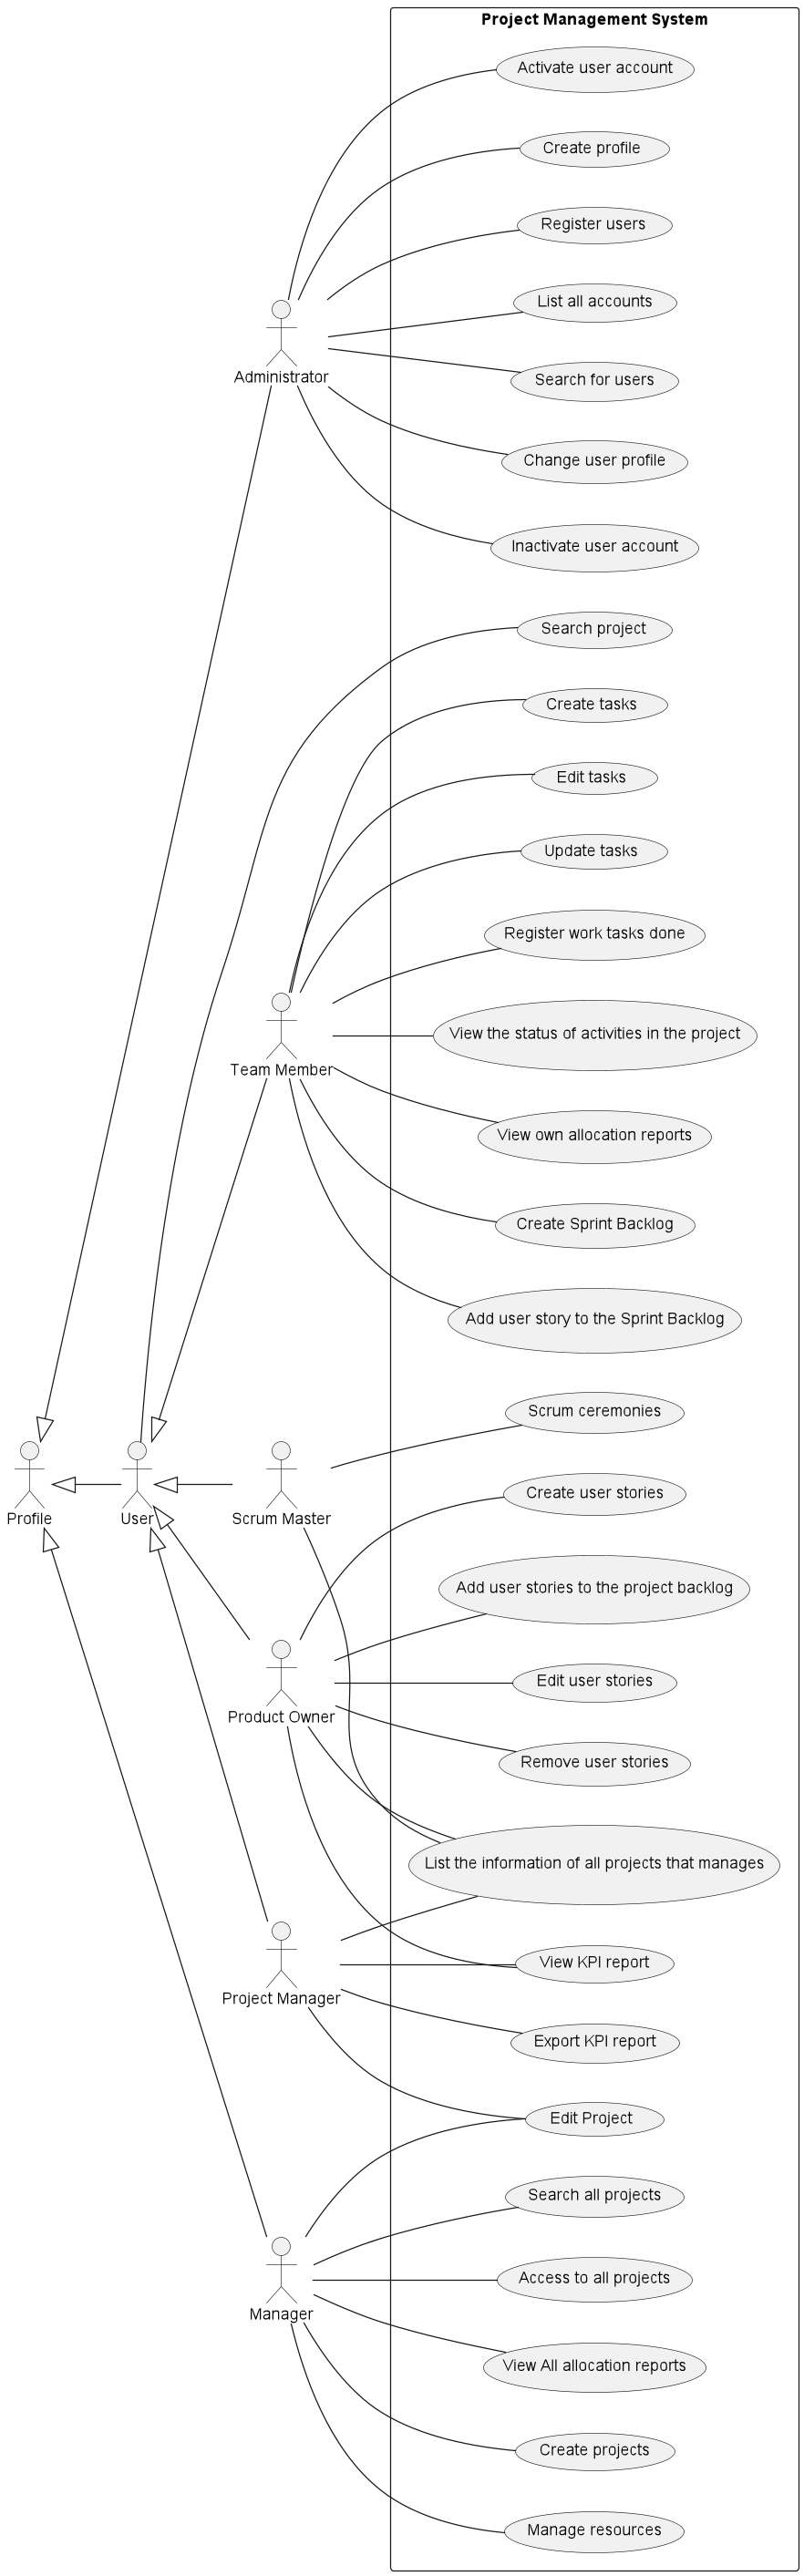 Project Management System
Activate user account
Create profile
Register users
List all accounts
Administrator
Search for users
Change user profile
Inactivate user account
Search project
Create tasks
Edit tasks
Update tasks
Register work tasks done
View the status of activities in the project
Team Member
View own allocation reports
Create Sprint Backlog
Add user story to the Sprint Backlog
Scrum ceremonies
Create user stories
Profile
User
Scrum Master
Add user stories to the project backlog
Edit user stories
Product Owner
Remove user stories
List the information of all projects that manages
View KPI report
Project Manager
Export KPI report
Edit Project
Search all projects
Access to all projects
Manager
View All allocation reports
Create projects
Manage resources